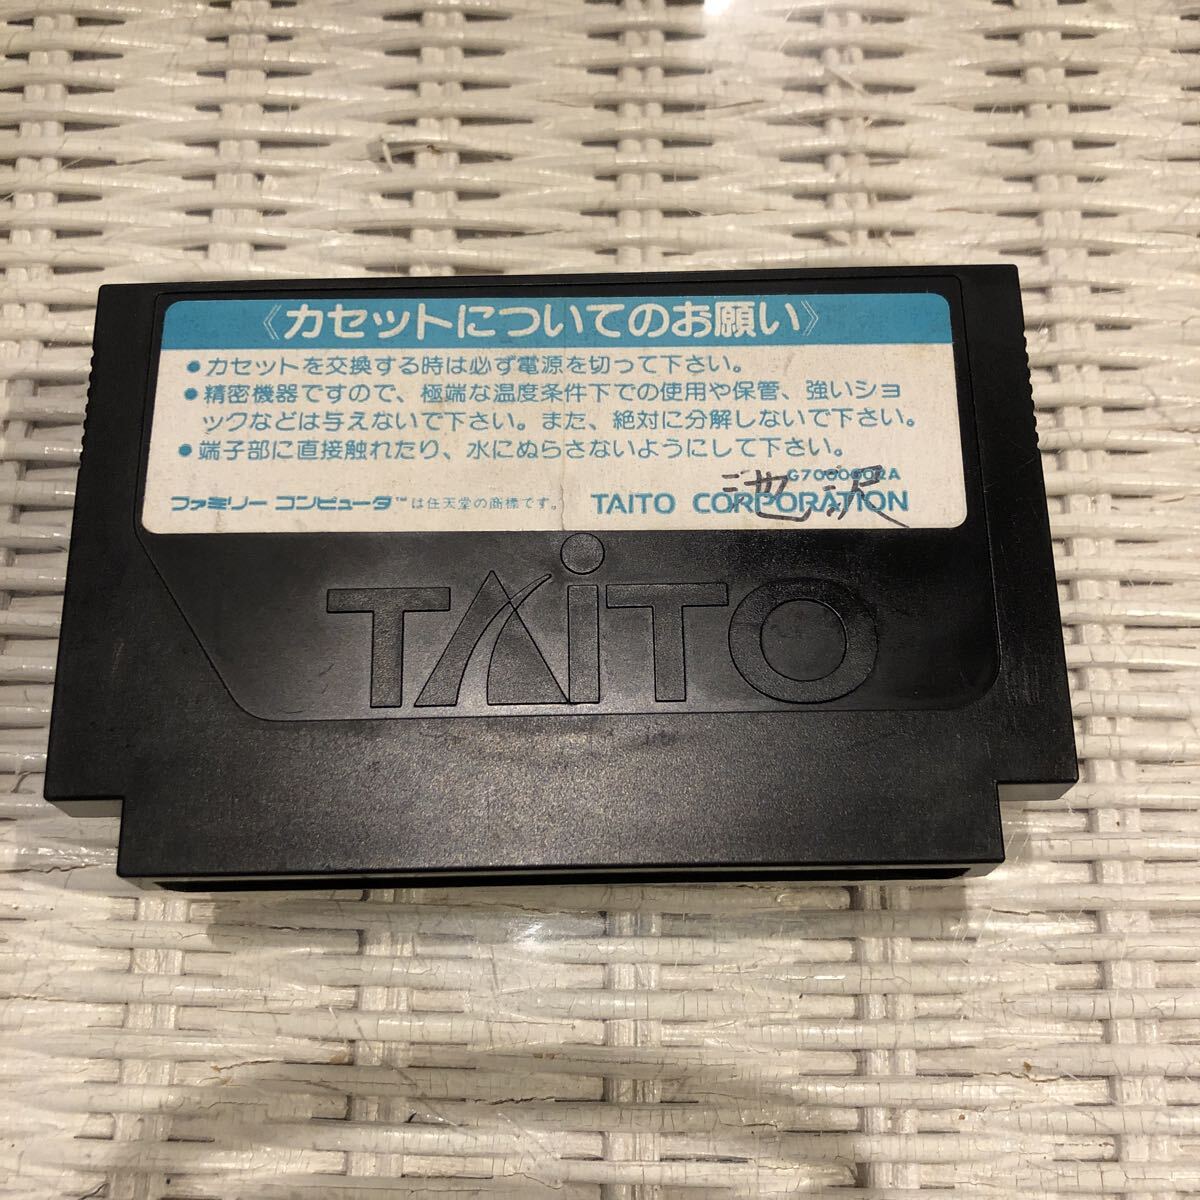 《カセットについてのお願い》
●カセットを交換する時は必ず電源を切って下さい。
●精密機器ですので、極端な温度条件下での使用や保管、強いショ
ックなどは与えないで下さい。また、絶対に分解しないで下さい。
●端子部に直接触れたり、水にぬらさないようにして下さい。
G7000602A
ファミリー コンピュータ™は任天堂の商標です。 TAITO CORPORATION
池沢
TAiTO